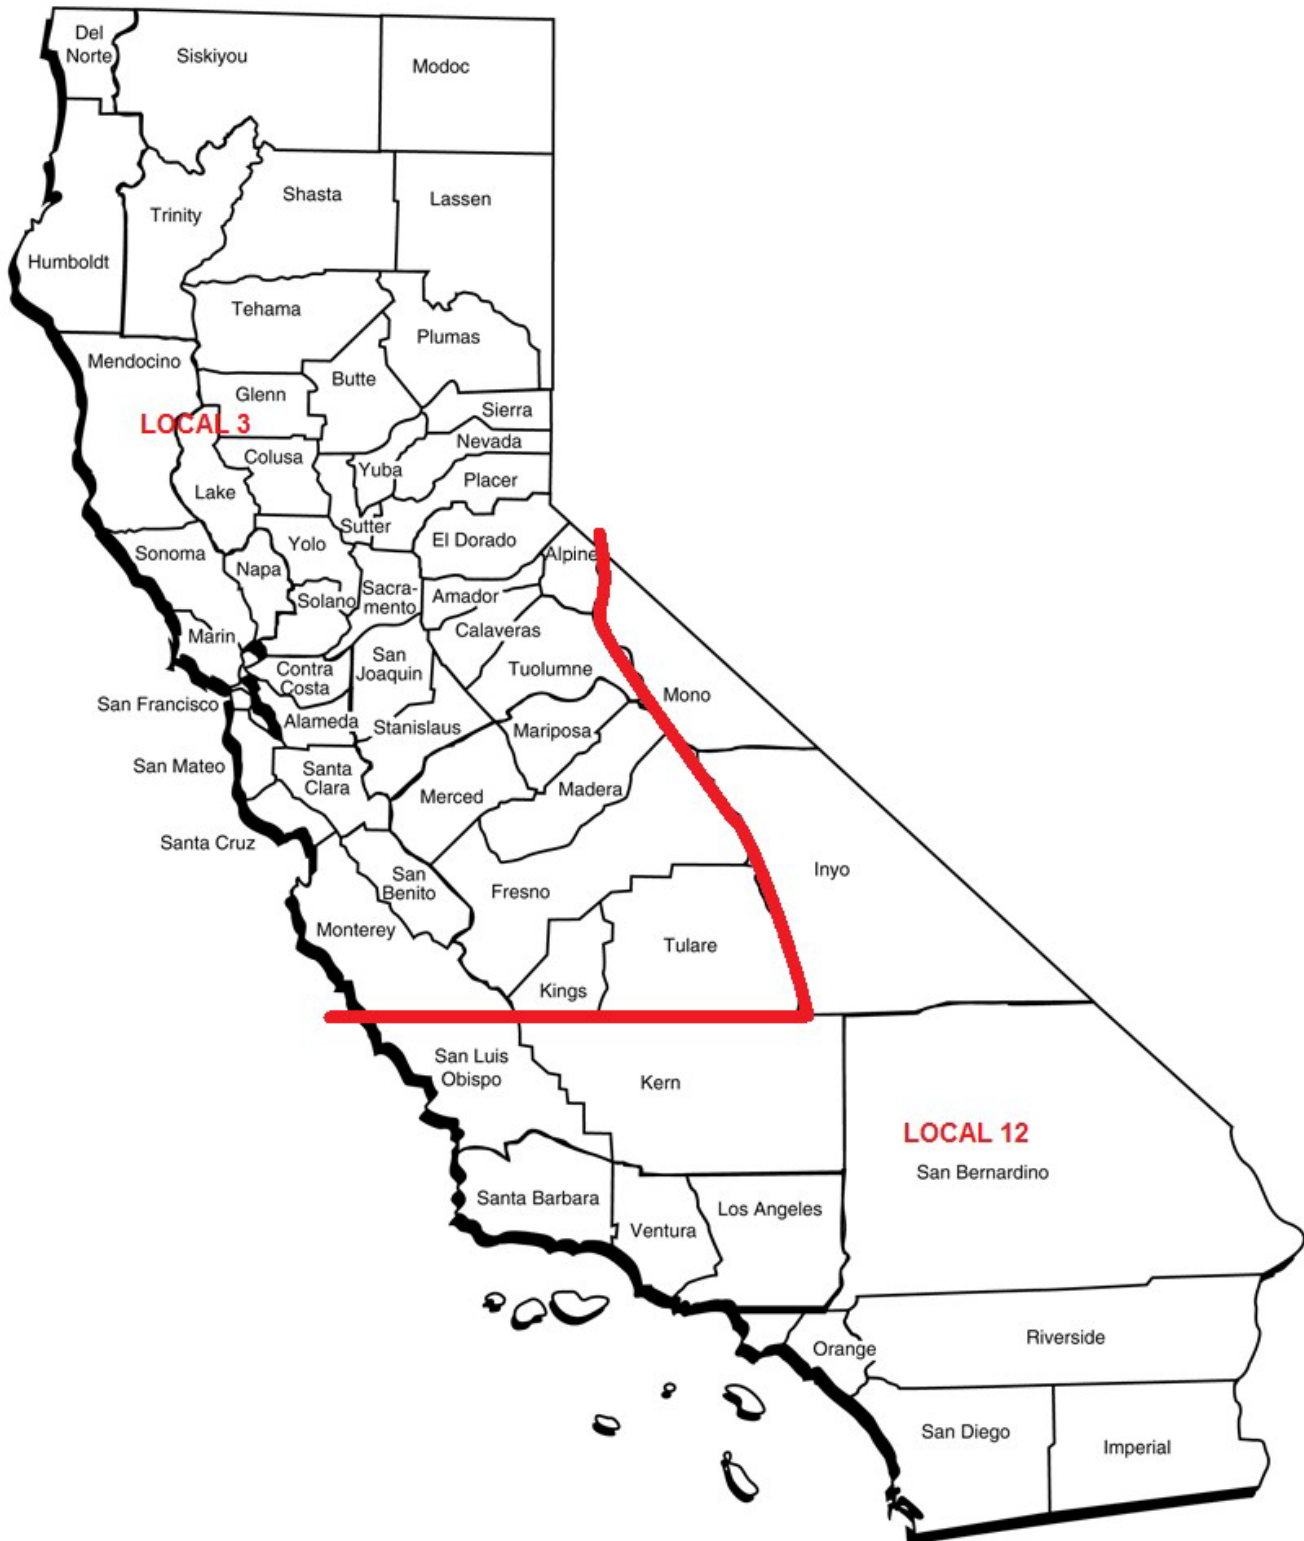 Del
Norte
Siskiyou
Modoc
Shasta
Lassen
Trinity
Humboldt
Tehama
Plumas
Mendocino
Butte
Glenn
Sierra
LOCAL 3
Nevada
Colusa
Yuba
Placer
Lake
Sutter
El Dorado
Yolo
Sonoma
Alpine
Napa
Sacra-
mento
Amador
Solano
Calaveras
Marin
San
Joaquin
Tuolumne
Contra
Costa
Mono
San Francisco
Alameda
Stanislaus
Mariposa
San Mateo
Santa
Clara
Merced
Madera
Santa Cruz
Inyo
San
Benito
Fresno
Monterey
Tulare
Kings
San Luis
Obispo
Kern
LOCAL 12
San Bernardino
Santa Barbara
Los Angeles
Ventura
Riverside
Orange
San Diego
Imperial